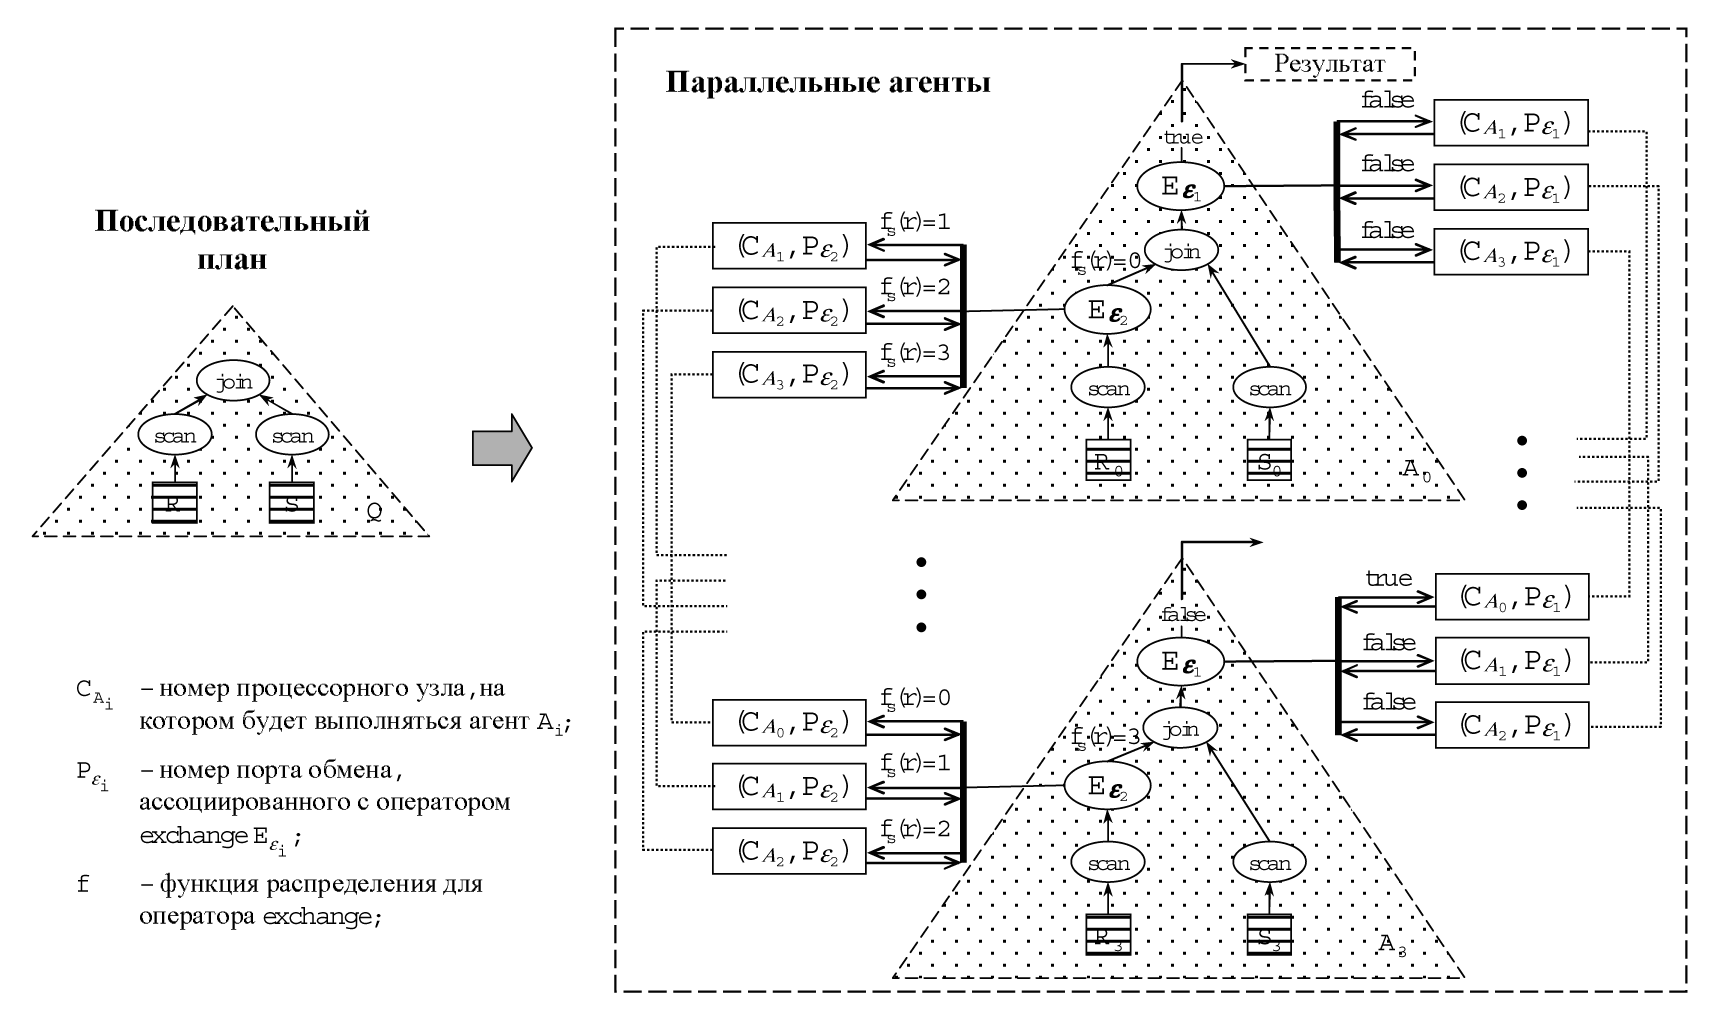 Последовательный
план
join
scan scan
R S
Q
C_{A_i} – номер процессорного узла, на
котором будет выполняться агент A_i;
P_{ε_i} – номер порта обмена,
ассоциированного с оператором
exchange E_{ε_i};
f – функция распределения для
оператора exchange;
Параллельные агенты
Результат
true
E_{ε_1}
join
f_s(r)=0
E_{ε_2}
scan scan
R_0 S_0
A_0
f_s(r)=1
(C_{A_1}, P_{ε_2})
f_s(r)=2
(C_{A_2}, P_{ε_2})
f_s(r)=3
(C_{A_3}, P_{ε_2})
false
(C_{A_1}, P_{ε_1})
false
(C_{A_2}, P_{ε_1})
false
(C_{A_3}, P_{ε_1})
false
E_{ε_1}
join
f_s(r)=3
E_{ε_2}
scan scan
R_3 S_3
A_3
f_s(r)=0
(C_{A_0}, P_{ε_2})
f_s(r)=1
(C_{A_1}, P_{ε_2})
f_s(r)=2
(C_{A_2}, P_{ε_2})
true
(C_{A_0}, P_{ε_1})
false
(C_{A_1}, P_{ε_1})
false
(C_{A_2}, P_{ε_1})